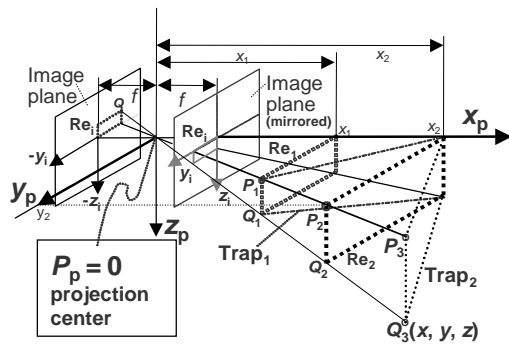 x₁
x₂
Image
plane
f
f
Image
plane
(mirrored)
Q
Reᵢ
Reᵢ
Re₁
x₁
x₂
xₚ
-yᵢ
yᵢ
yₚ
-zᵢ
zᵢ
P₁
y₂
Q₁
P₂
zₚ
P₃
Trap₁
Pₚ = 0
projection
center
Q₂
Re₂
Trap₂
Q₃(x, y, z)